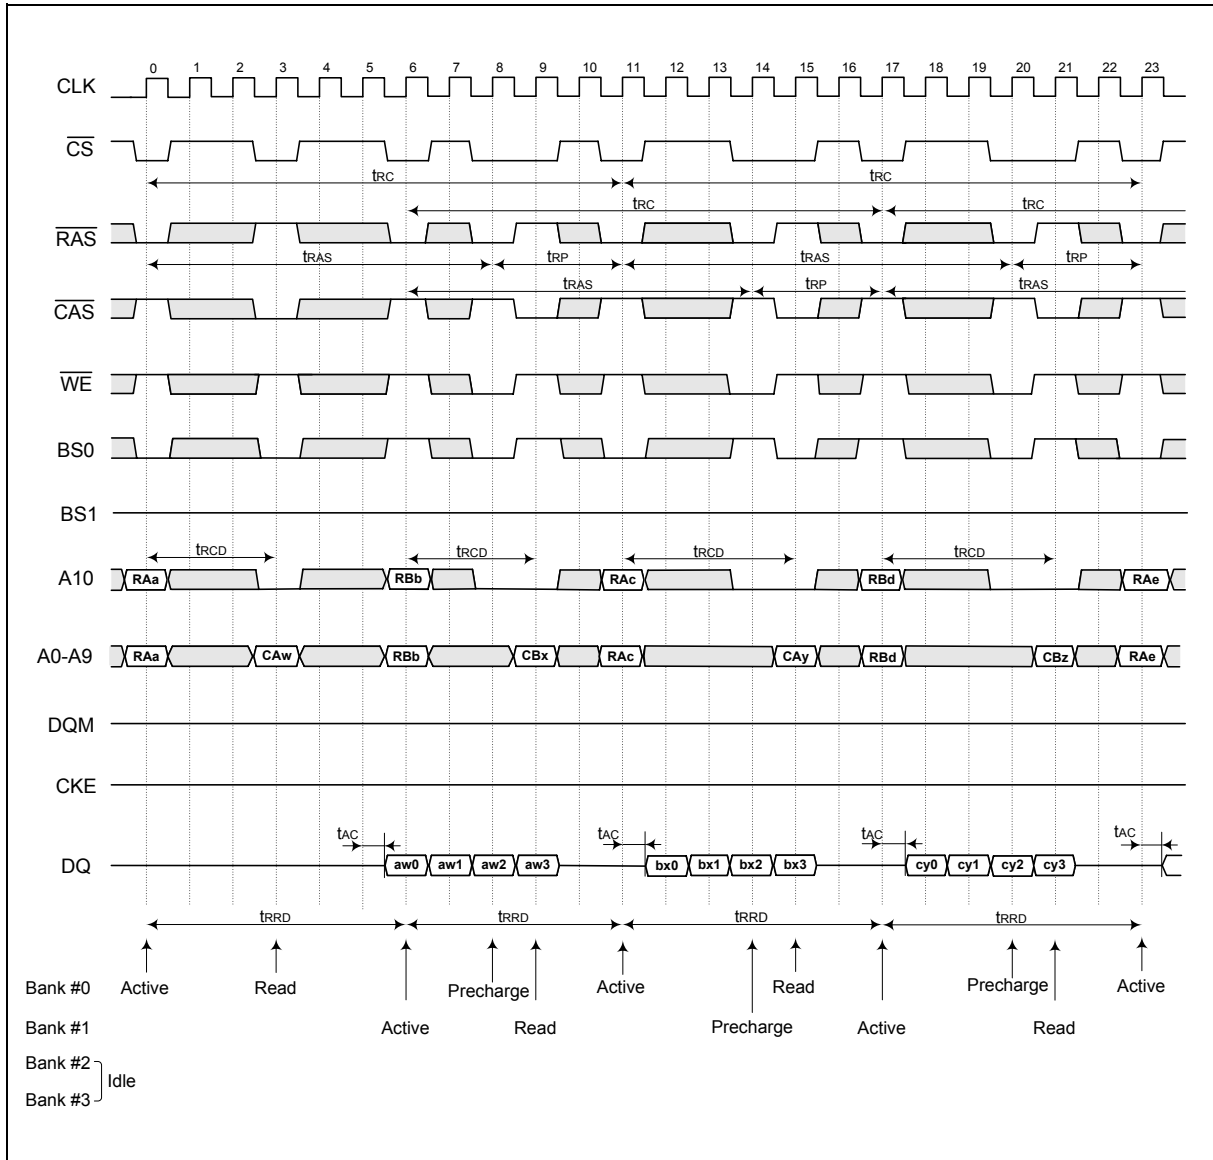 0 1 2 3 4 5 6 7 8 9 10 11 12 13 14 15 16 17 18 19 20 21 22 23
CLK
CS
tRC tRC
tRC tRC
RAS
tRAS tRP tRAS tRP
tRAS tRP tRAS
CAS
WE
BS0
BS1
tRCD tRCD tRCD tRCD
A10 RAa RBb RAc RBd RAe
A0-A9 RAa CAw RBb CBx RAc CAy RBd CBz RAe
DQM
CKE
tAC tAC tAC tAC
DQ aw0 aw1 aw2 aw3 bx0 bx1 bx2 bx3 cy0 cy1 cy2 cy3
tRRD tRRD tRRD tRRD
Bank #0 Active Read Precharge Active Read Precharge Active
Bank #1 Active Read Precharge Active Read
Bank #2
Idle
Bank #3